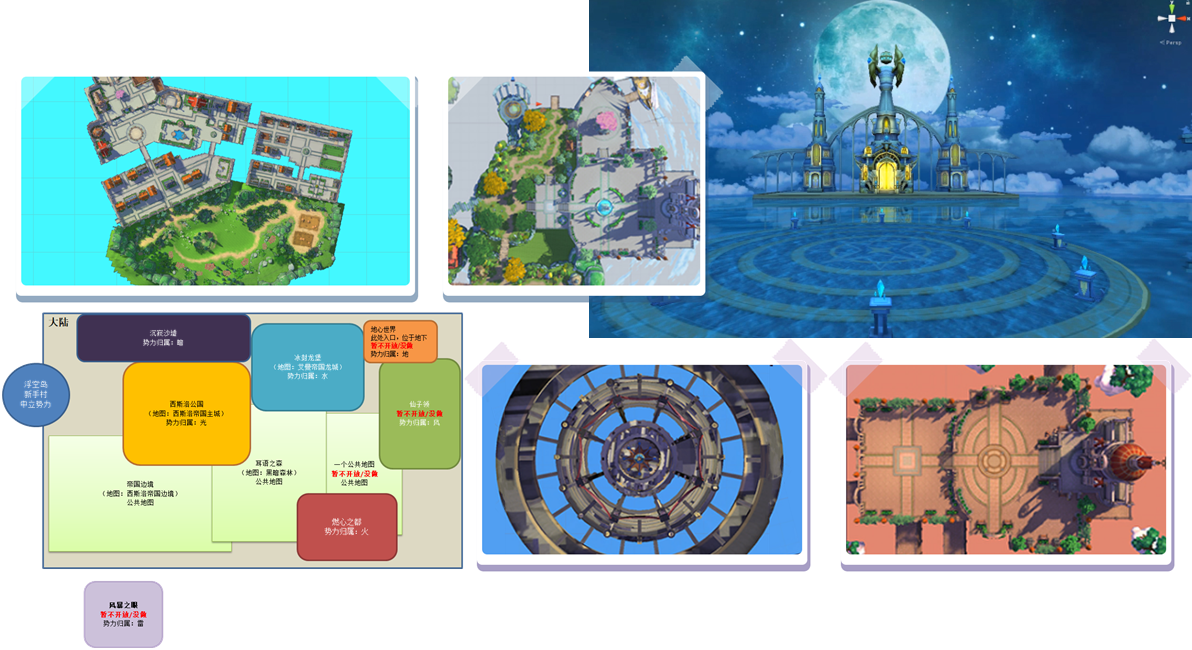 Persp
大陆
沉寂沙墟
势力归属：暗
地心世界
此处入口，位于地下
暂不开放/没做
势力归属：地
冰封龙堡
（地图：艾曼帝国龙城）
势力归属：水
浮空岛
新手村
中立势力
西斯洛公国
（地图：西斯洛帝国主城）
势力归属：光
仙子林
暂不开放/没做
势力归属：风
耳语之森
（地图：黑暗森林）
公共地图
一个公共地图
暂不开放/没做
公共地图
帝国边境
（地图：西斯洛帝国边境）
公共地图
燃心之都
势力归属：火
风暴之眼
暂不开放/没做
势力归属：雷